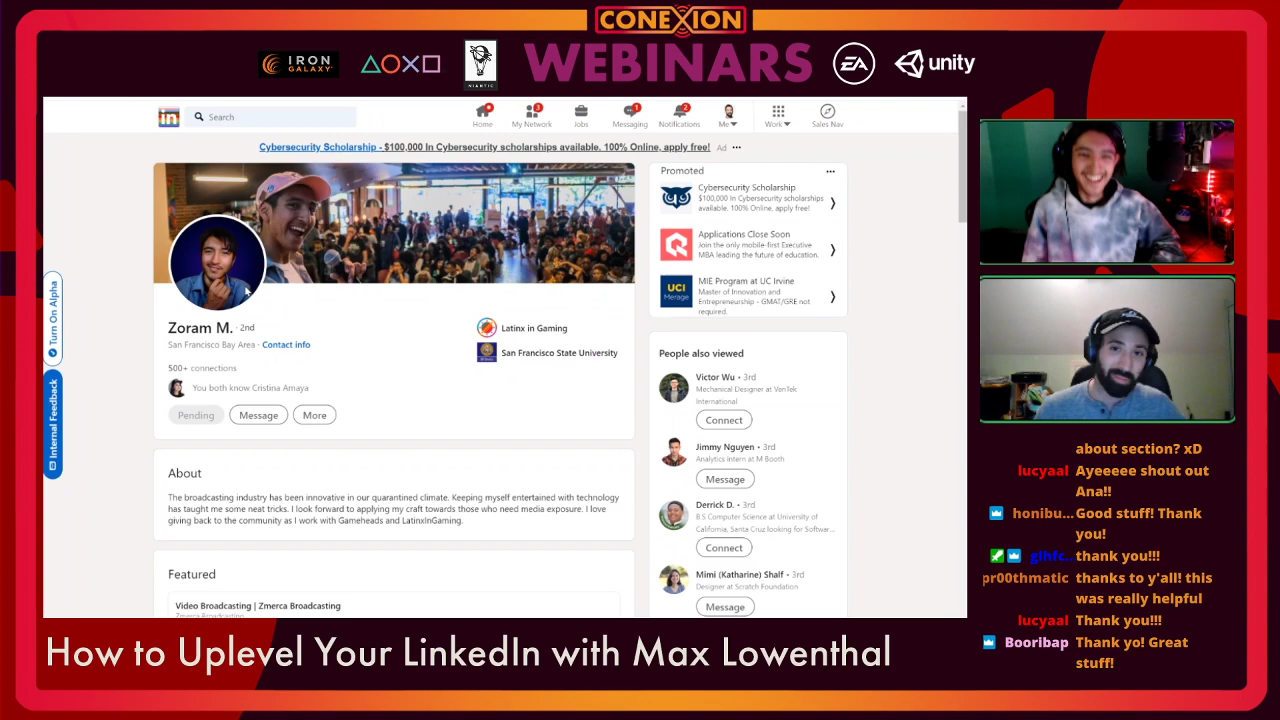 CONEXION
IRON
GALAXY
NIANTIC
WEBINARS
EA
unity
in
Search
Home
3
My Network
Jobs
1
Messaging
2
Notifications
Me
Work
Sales Nav
Cybersecurity Scholarship - $100,000 In Cybersecurity scholarships available. 100% Online, apply free! Ad •••
Turn On Alpha
Internal Feedback
Zoram M. · 2nd
San Francisco Bay Area · Contact info
500+ connections
You both know Cristina Amaya
Pending
Message
More
Latinx in Gaming
San Francisco State University
About
The broadcasting industry has been innovative in our quarantined climate. Keeping myself entertained with technology
has taught me some neat tricks. I look forward to applying my craft towards those who need media exposure. I love
giving back to the community as I work with Gameheads and LatinxInGaming.
Featured
Video Broadcasting | Zmerca Broadcasting
Zmerca Broadcasting
Promoted
Cybersecurity Scholarship
$100,000 In Cybersecurity scholarships
available. 100% Online, apply free!
Applications Close Soon
Join the only mobile-first Executive
MBA leading the future of education.
UCI
Merage
MIE Program at UC Irvine
Master of Innovation and
Entrepreneurship - GMAT/GRE not
required.
People also viewed
Victor Wu • 3rd
Mechanical Designer at VenTek
International
Connect
Jimmy Nguyen • 3rd
Analytics Intern at M Booth
Message
Derrick D. • 3rd
B.S Computer Science at University of
California, Santa Cruz looking for Softwar...
Connect
Mimi (Katharine) Shalf • 3rd
Designer at Scratch Foundation
Message
about section? xD
lucyaal Ayeeeee shout out
Ana!!
honibu... Good stuff! Thank
you!
glhfc... thank you!!!
pr00thmatic thanks to y'all! this
was really helpful
lucyaal Thank you!!!
Booribap Thank yo! Great
stuff!
How to Uplevel Your LinkedIn with Max Lowenthal